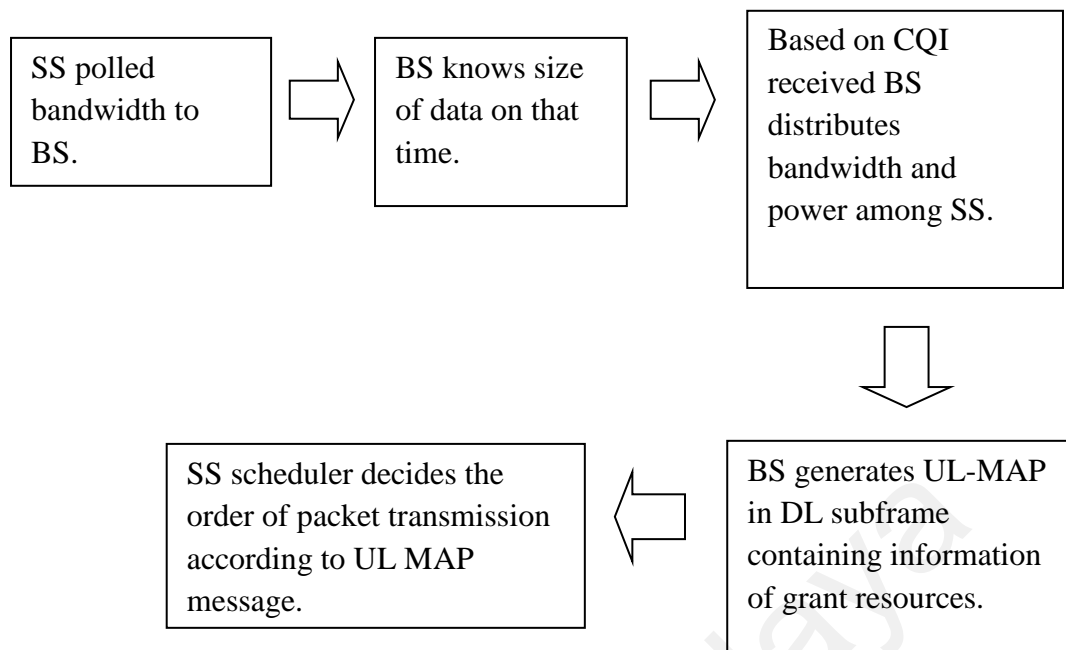 SS polled
bandwidth to
BS.
BS knows size
of data on that
time.
Based on CQI
received BS
distributes
bandwidth and
power among SS.
BS generates UL-MAP
in DL subframe
containing information
of grant resources.
SS scheduler decides the
order of packet transmission
according to UL MAP
message.